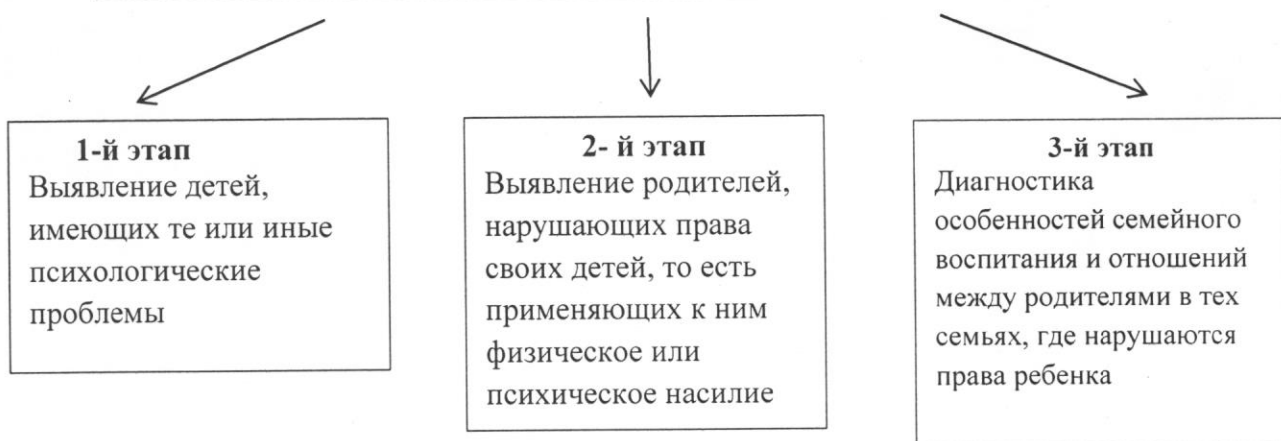 1-й этап
Выявление детей,
имеющих те или иные
психологические
проблемы
2- й этап
Выявление родителей,
нарушающих права
своих детей, то есть
применяющих к ним
физическое или
психическое насилие
3-й этап
Диагностика
особенностей семейного
воспитания и отношений
между родителями в тех
семьях, где нарушаются
права ребенка